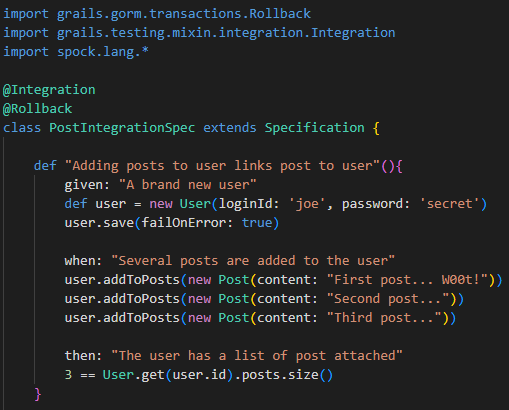 import grails.gorm.transactions.Rollback
import grails.testing.mixin.integration.Integration
import spock.lang.*
@Integration
@Rollback
class PostIntegrationSpec extends Specification {
def "Adding posts to user links post to user"(){
given: "A brand new user"
def user = new User(loginId: 'joe', password: 'secret')
user.save(failOnError: true)
when: "Several posts are added to the user"
user.addToPosts(new Post(content: "First post... W00t!"))
user.addToPosts(new Post(content: "Second post..."))
user.addToPosts(new Post(content: "Third post..."))
then: "The user has a list of post attached"
3 == User.get(user.id).posts.size()
}